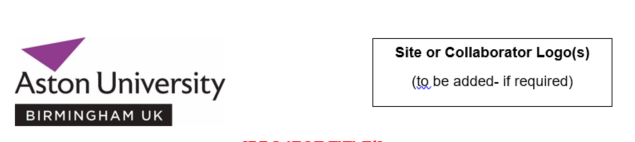 Aston University
BIRMINGHAM UK
Site or Collaborator Logo(s)
(to be added- if required)